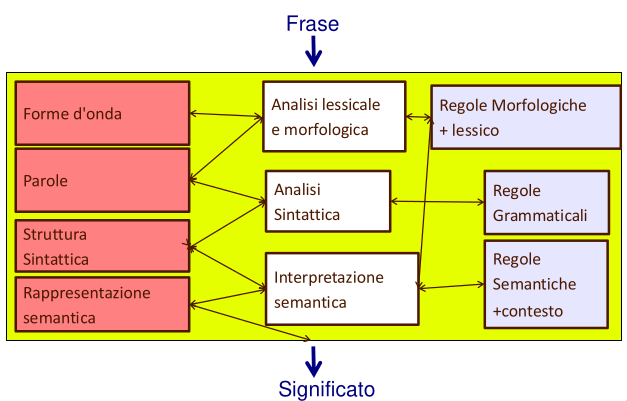 Frase
Forme d'onda
Analisi lessicale
e morfologica
Regole Morfologiche
+ lessico
Parole
Analisi
Sintattica
Regole
Grammaticali
Struttura
Sintattica
Interpretazione
semantica
Regole
Semantiche
+contesto
Rappresentazione
semantica
Significato